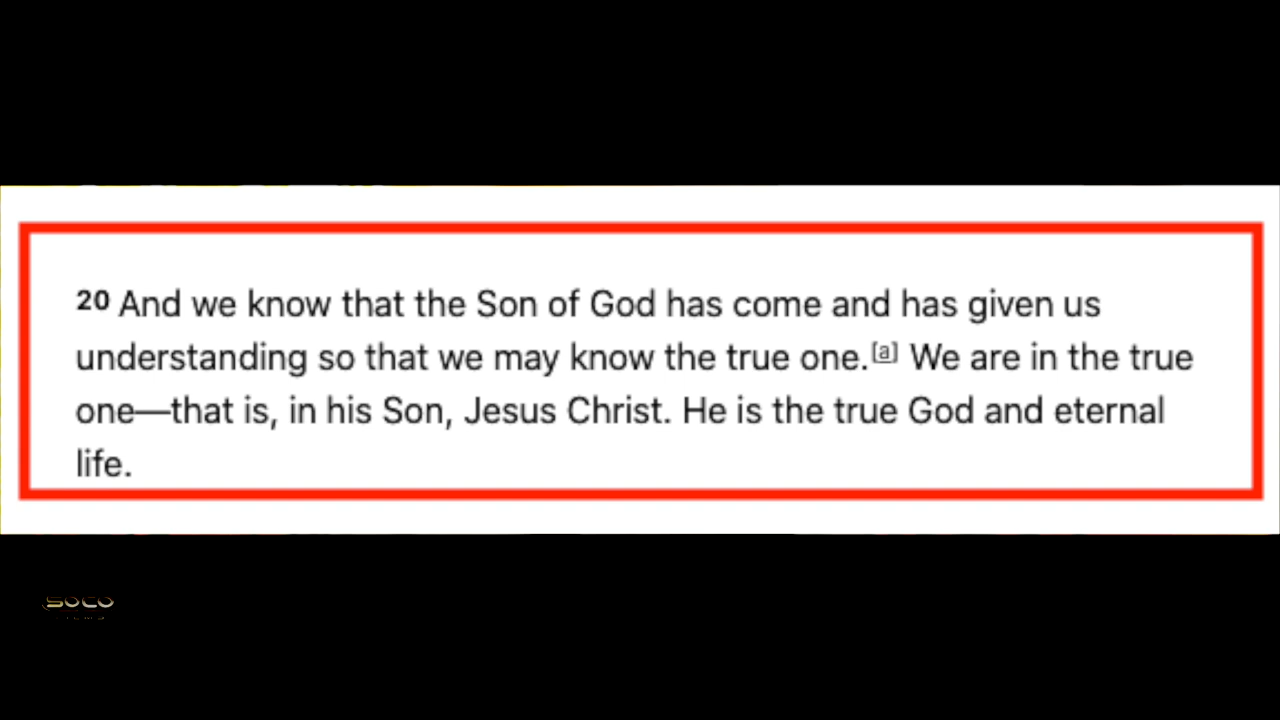 20 And we know that the Son of God has come and has given us
understanding so that we may know the true one.[a] We are in the true
one—that is, in his Son, Jesus Christ. He is the true God and eternal
life.
SOCO